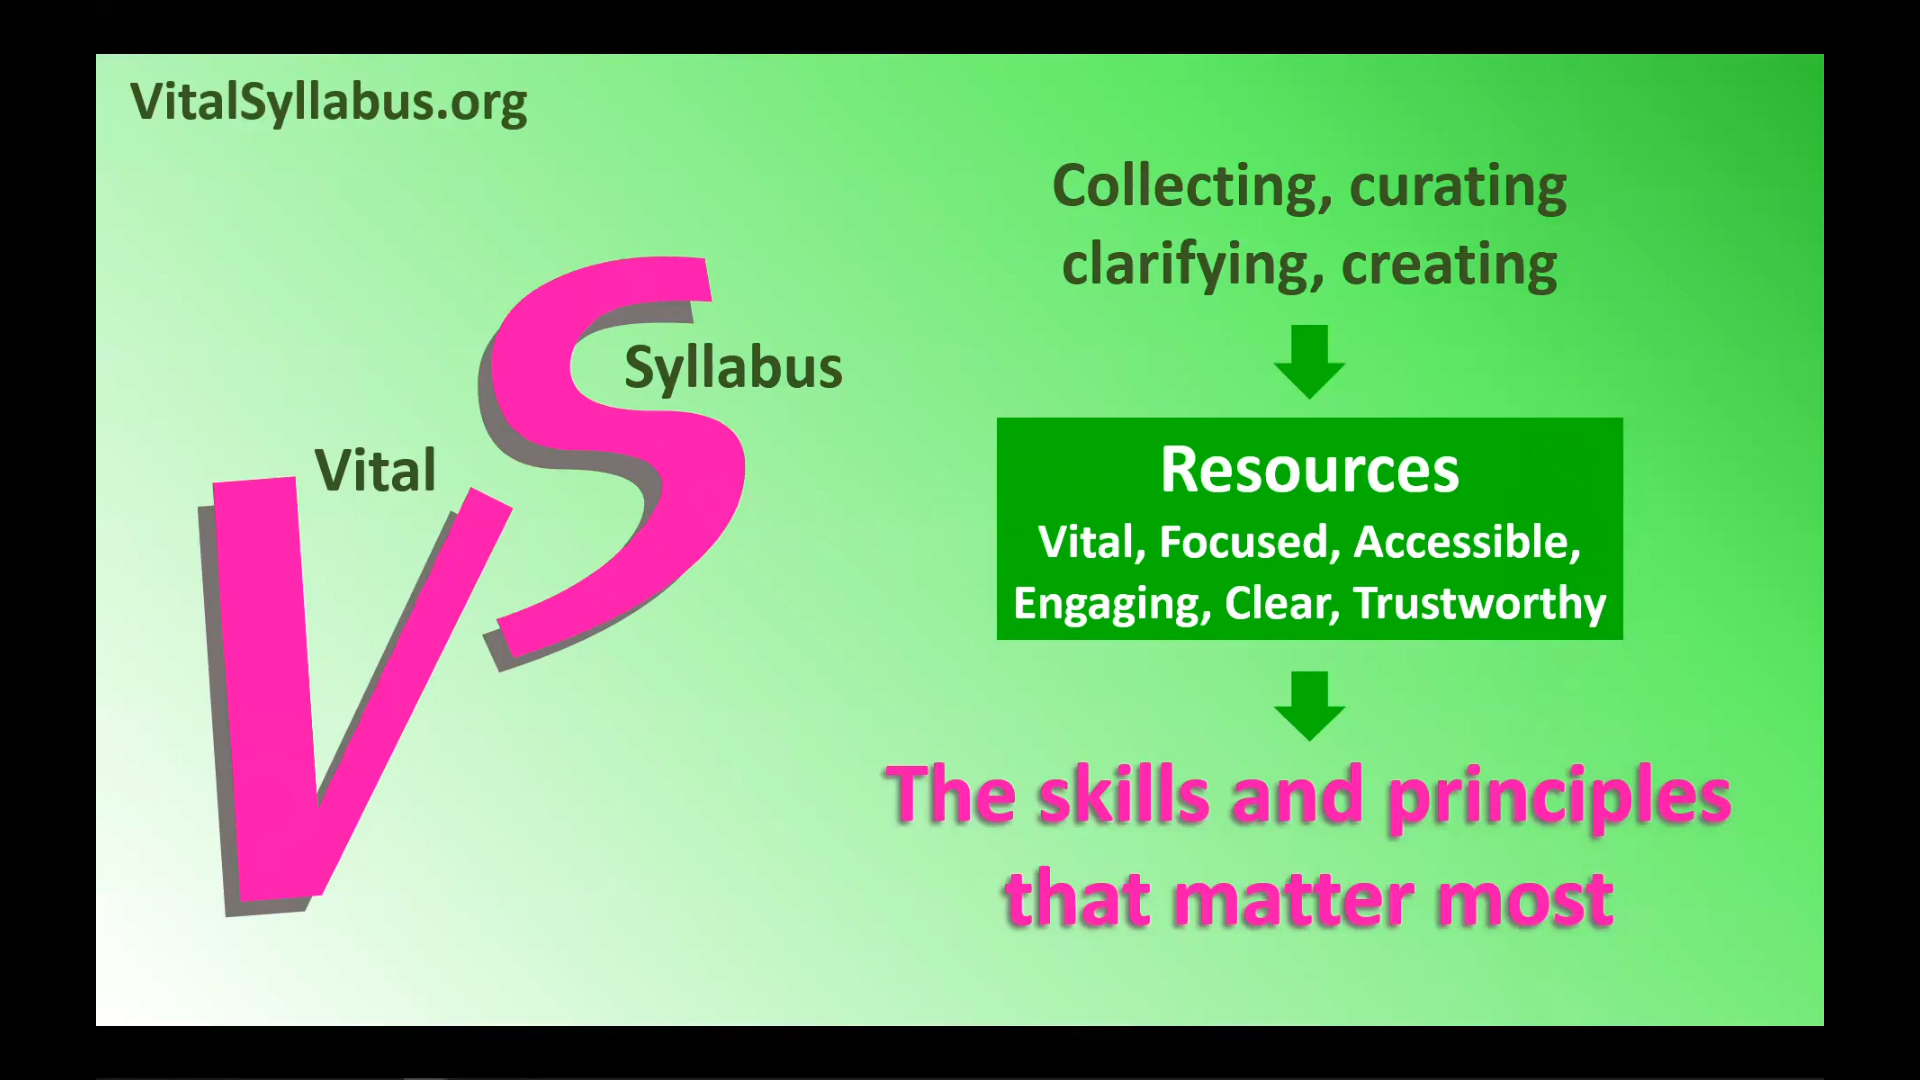 VitalSyllabus.org
Vital
Syllabus
VS
Collecting, curating
clarifying, creating
Resources
Vital, Focused, Accessible,
Engaging, Clear, Trustworthy
The skills and principles
that matter most